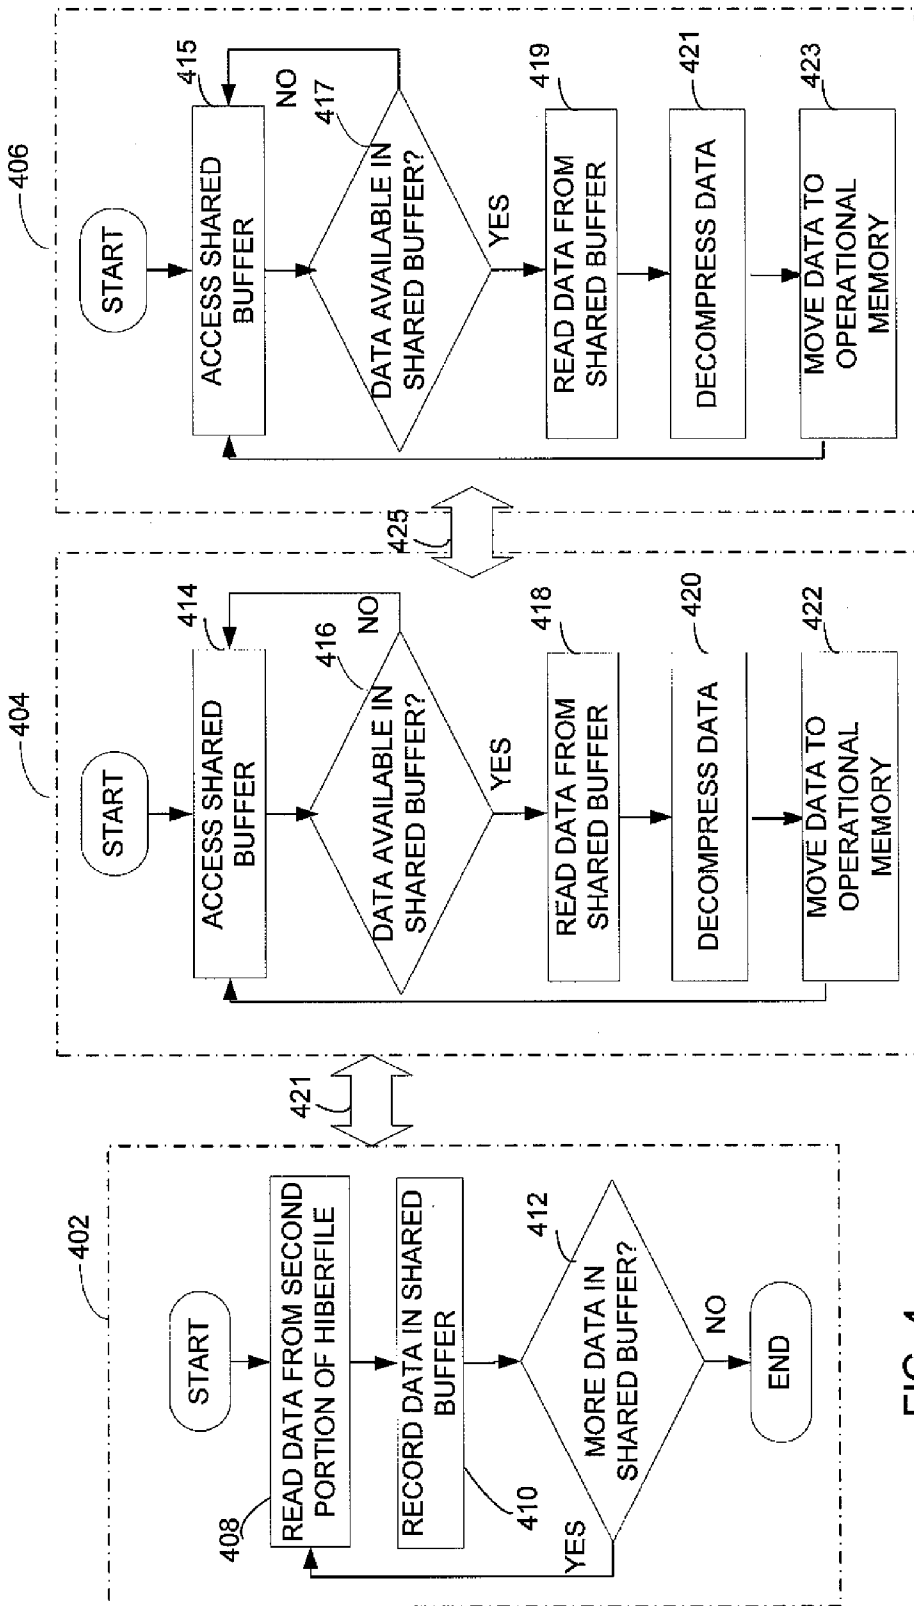 402
START
READ DATA FROM SECOND
PORTION OF HIBERFILE
408
RECORD DATA IN SHARED
BUFFER
410
MORE DATA IN
SHARED BUFFER?
412
YES
NO
END
421
404
START
ACCESS SHARED
BUFFER
414
DATA AVAILABLE IN
SHARED BUFFER?
416
NO
YES
READ DATA FROM
SHARED BUFFER
418
DECOMPRESS DATA
420
MOVE DATA TO
OPERATIONAL
MEMORY
422
425
406
START
ACCESS SHARED
BUFFER
415
DATA AVAILABLE IN
SHARED BUFFER?
417
NO
YES
READ DATA FROM
SHARED BUFFER
419
DECOMPRESS DATA
421
MOVE DATA TO
OPERATIONAL
MEMORY
423